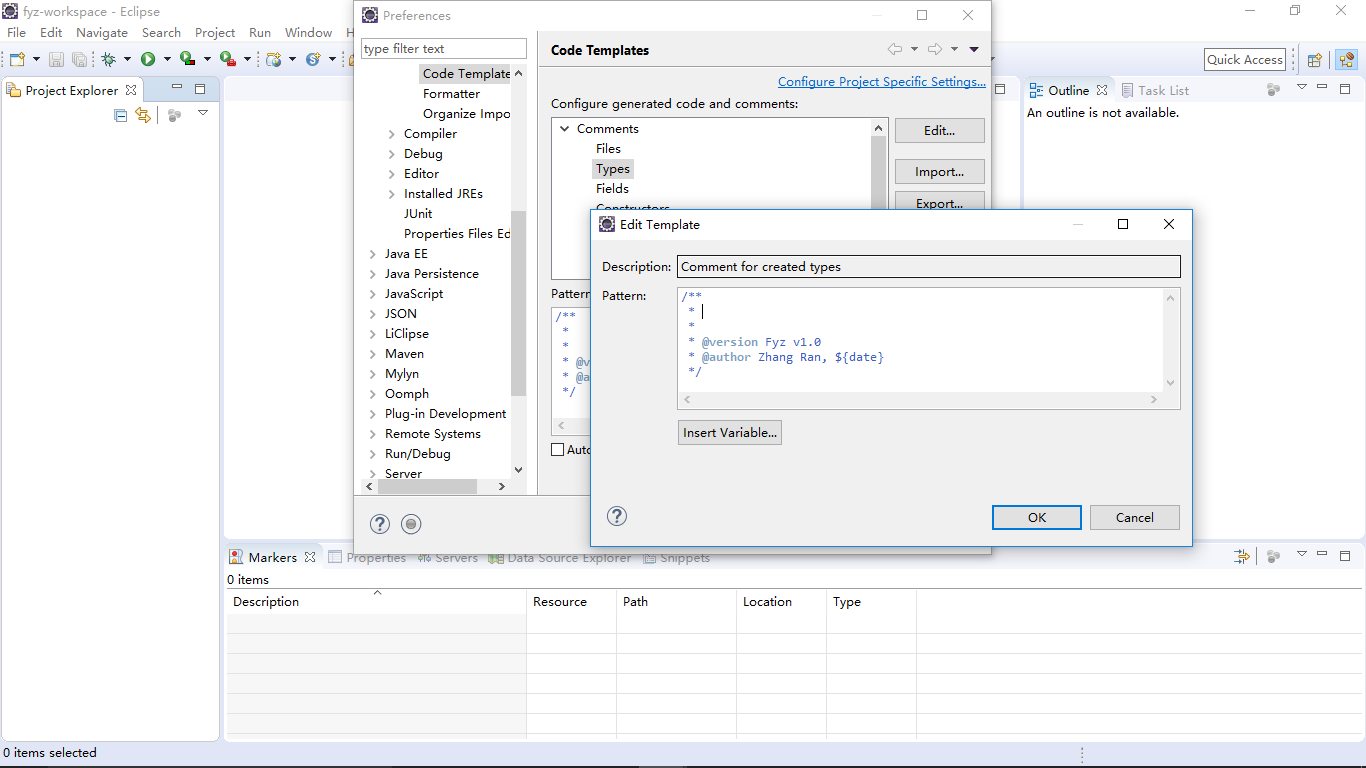 fyz-workspace - Eclipse
File Edit Navigate Search Project Run Window H
Quick Access
Project Explorer
Preferences
type filter text
Code Template
Formatter
Organize Impo
Compiler
Debug
Editor
Installed JREs
JUnit
Properties Files Ed
Java EE
Java Persistence
JavaScript
JSON
LiClipse
Maven
Mylyn
Oomph
Plug-in Development
Remote Systems
Run/Debug
Server
Code Templates
Configure Project Specific Settings...
Configure generated code and comments:
Comments
Files
Types
Fields
Constructors
Edit...
Import...
Export...
Pattern
/**
*
*
* @v
* @a
*/
Auto
Edit Template
Description: Comment for created types
Pattern:
/**
*
*
* @version Fyz v1.0
* @author Zhang Ran, ${date}
*/
Insert Variable...
OK Cancel
Outline Task List
An outline is not available.
Markers Properties Servers Data Source Explorer Snippets
0 items
Description Resource Path Location Type
0 items selected